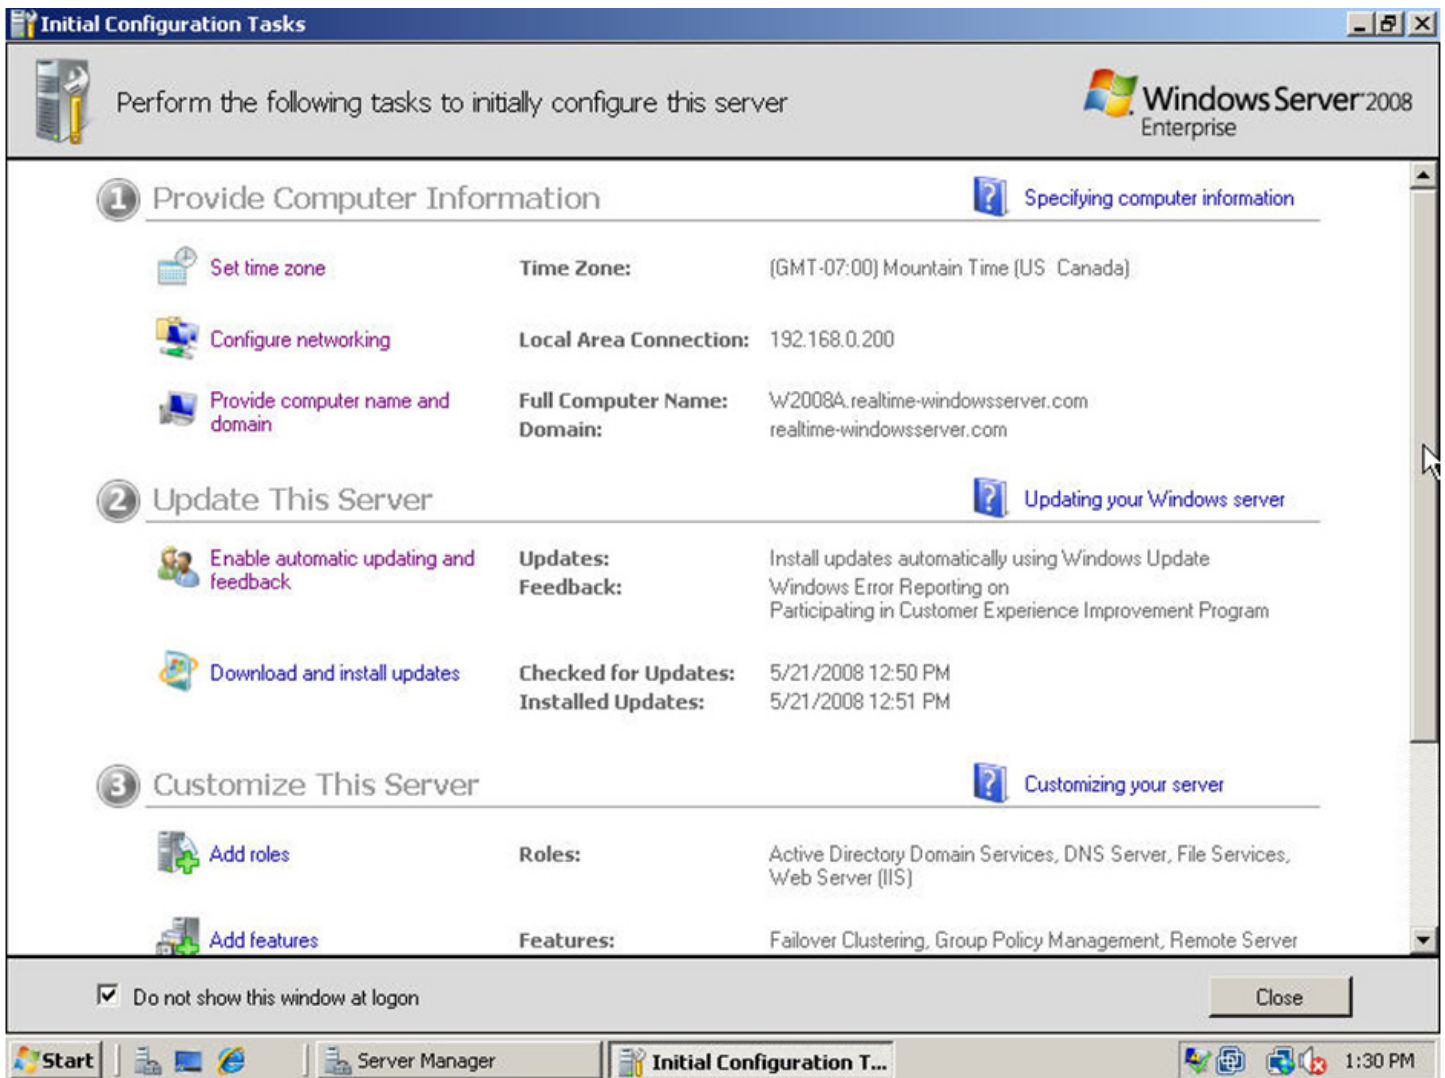 Initial Configuration Tasks
Perform the following tasks to initially configure this server
Windows Server 2008
Enterprise
1 Provide Computer Information
Specifying computer information
Set time zone Time Zone: (GMT-07:00) Mountain Time (US Canada)
Configure networking Local Area Connection: 192.168.0.200
Provide computer name and Full Computer Name: W2008A.realtime-windowsserver.com
domain Domain: realtime-windowsserver.com
2 Update This Server
Updating your Windows server
Enable automatic updating and Updates: Install updates automatically using Windows Update
feedback Feedback: Windows Error Reporting on
Participating in Customer Experience Improvement Program
Download and install updates Checked for Updates: 5/21/2008 12:50 PM
Installed Updates: 5/21/2008 12:51 PM
3 Customize This Server
Customizing your server
Add roles Roles: Active Directory Domain Services, DNS Server, File Services,
Web Server (IIS)
Add features Features: Failover Clustering, Group Policy Management, Remote Server
Do not show this window at logon
Close
Start Server Manager Initial Configuration T... 1:30 PM